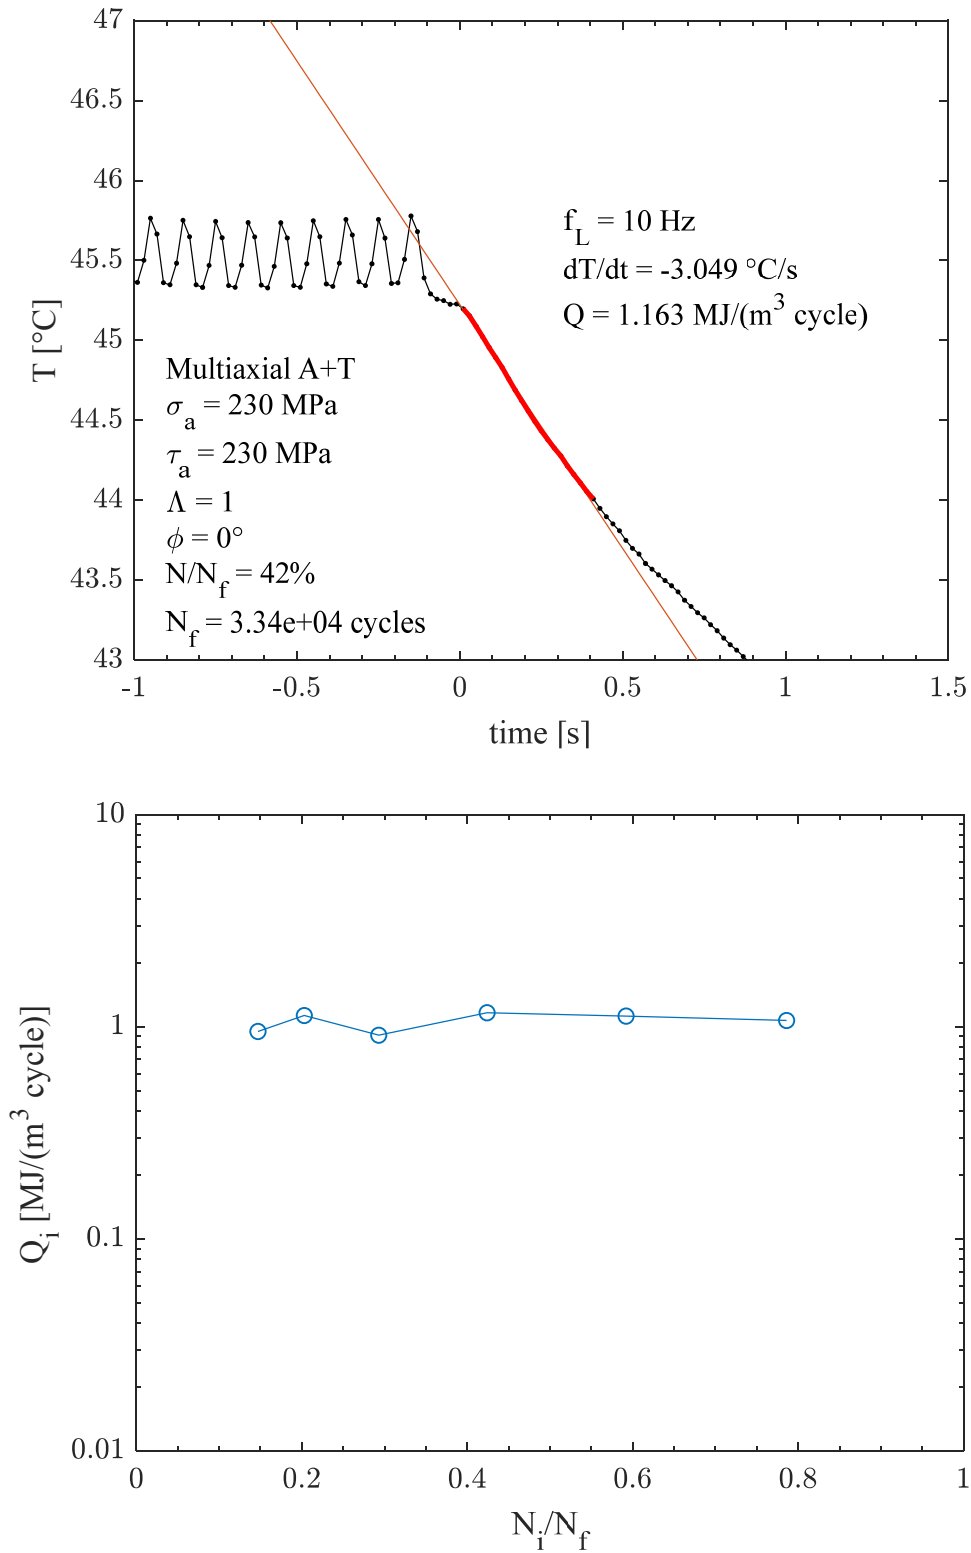 47
46.5
46
45.5
45
44.5
44
43.5
43
T [°C]
f_L = 10 Hz
dT/dt = -3.049 °C/s
Q = 1.163 MJ/(m³ cycle)
Multiaxial A+T
σ_a = 230 MPa
τ_a = 230 MPa
Λ = 1
ϕ = 0°
N/N_f = 42%
N_f = 3.34e+04 cycles
-1 -0.5 0 0.5 1 1.5
time [s]
10
1
0.1
0.01
Q_i [MJ/(m³ cycle)]
0 0.2 0.4 0.6 0.8 1
N_i/N_f